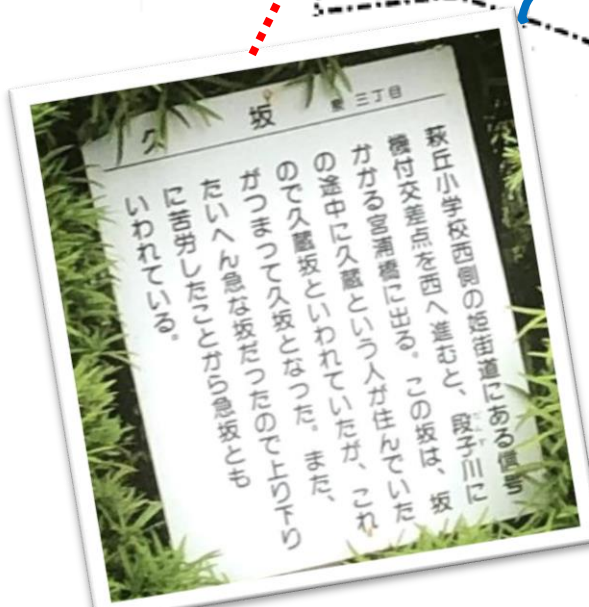 久坂 泉三丁目
萩丘小学校西側の姫街道にある信号
機付交差点を西へ進むと、段子川に
だんす
かかる宮浦橋に出る。この坂は、坂
の途中に久蔵という人が住んでいた
ので久蔵坂といわれていたが、これ
がつまって久坂となった。また、
たいへん急な坂だったので上り下り
に苦労したことから急坂とも
いわれている。